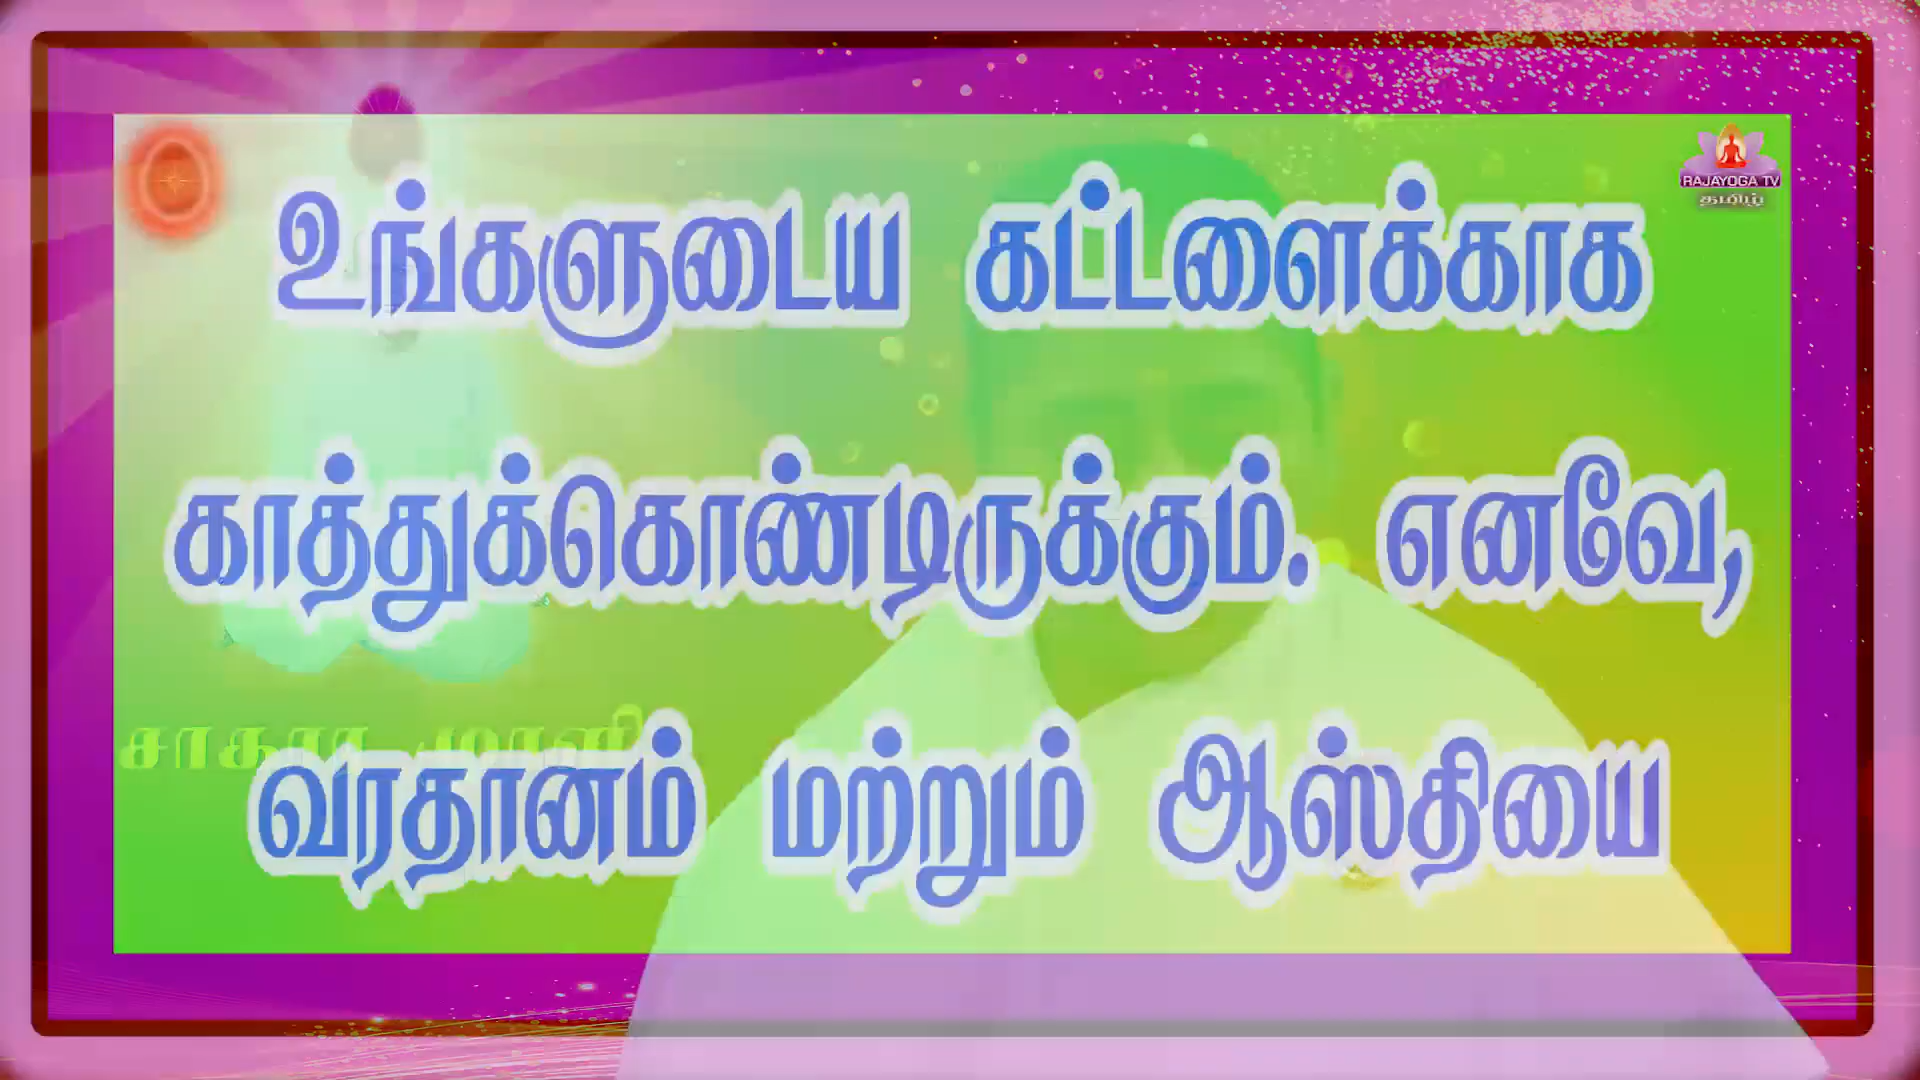 RAJAYOGA TV
தமிழ்
உங்களுடைய கட்டளைக்காக
காத்துக்கொண்டிருக்கும். எனவே,
சாகார
வரதானம் மற்றும் ஆஸ்தியை